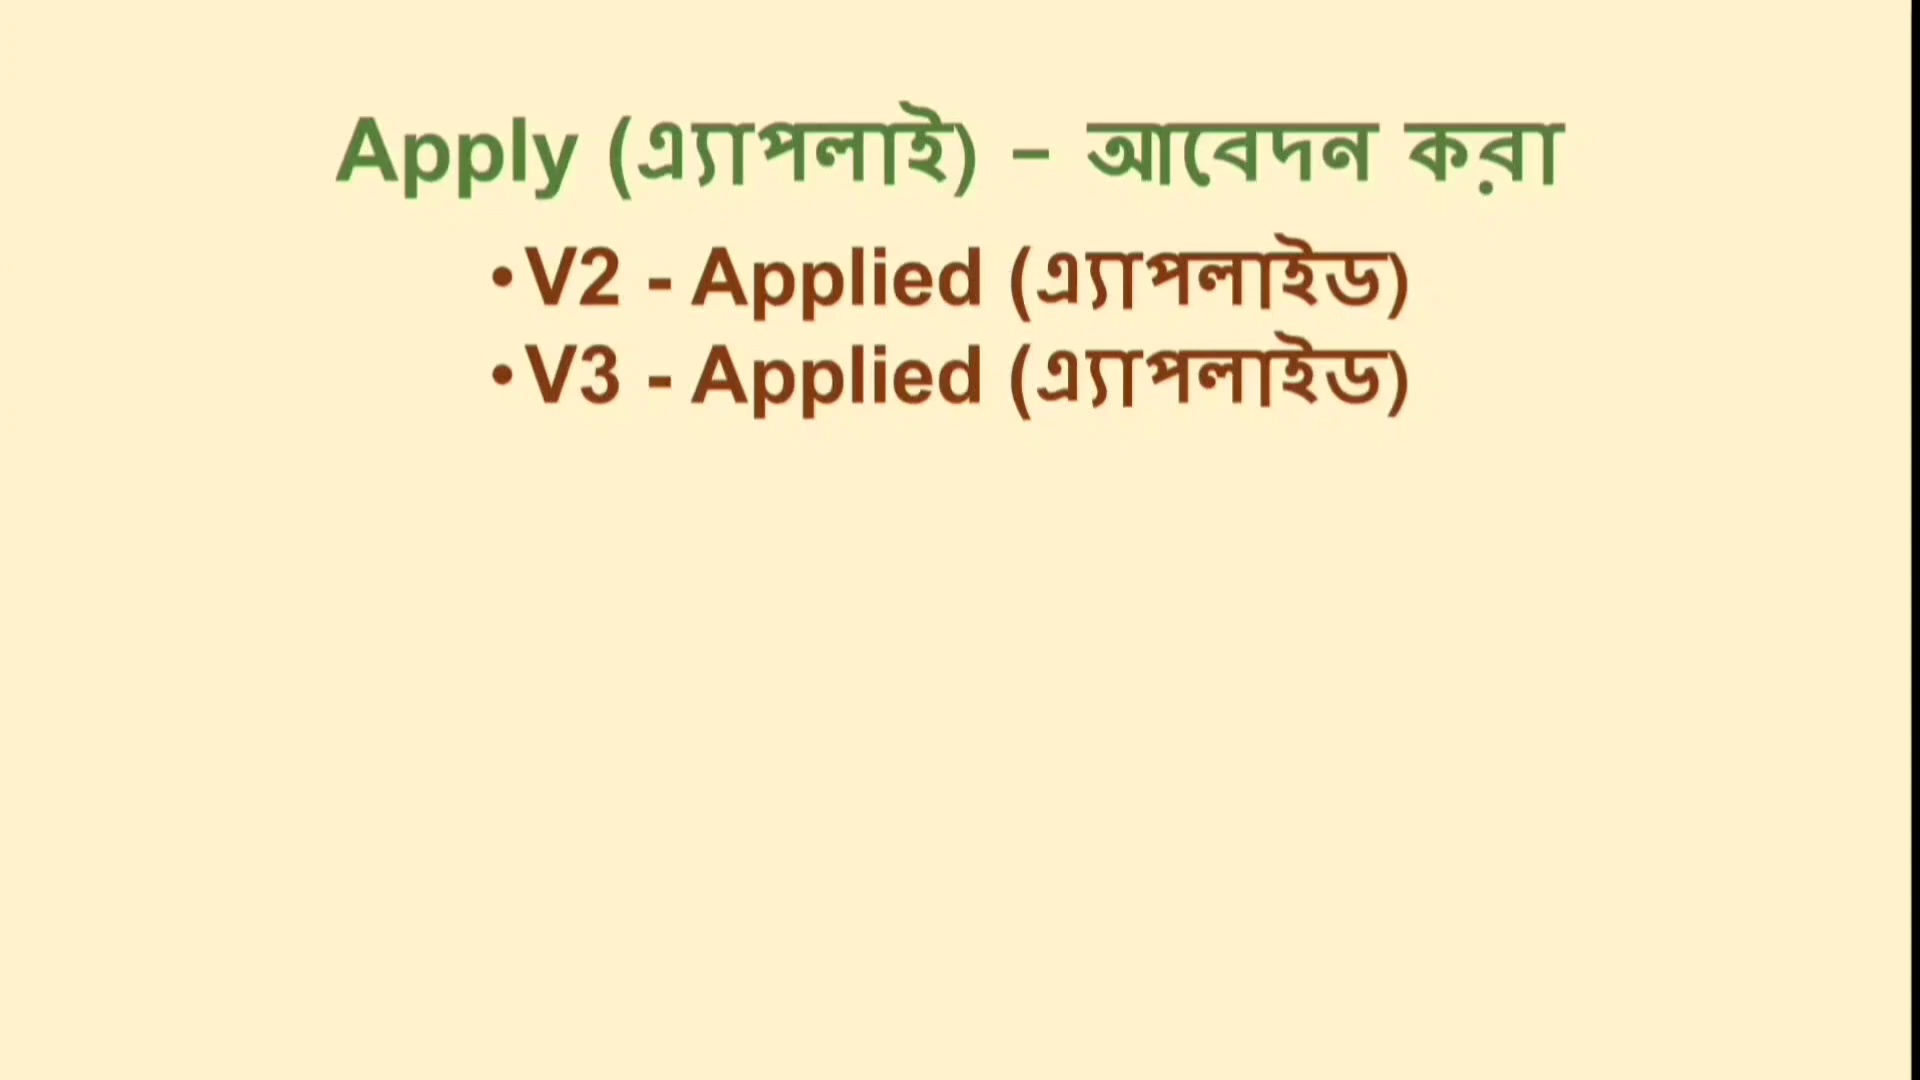 Apply (এ্যাপলাই) – আবেদন করা
•V2 - Applied (এ্যাপলাইড)
•V3 - Applied (এ্যাপলাইড)